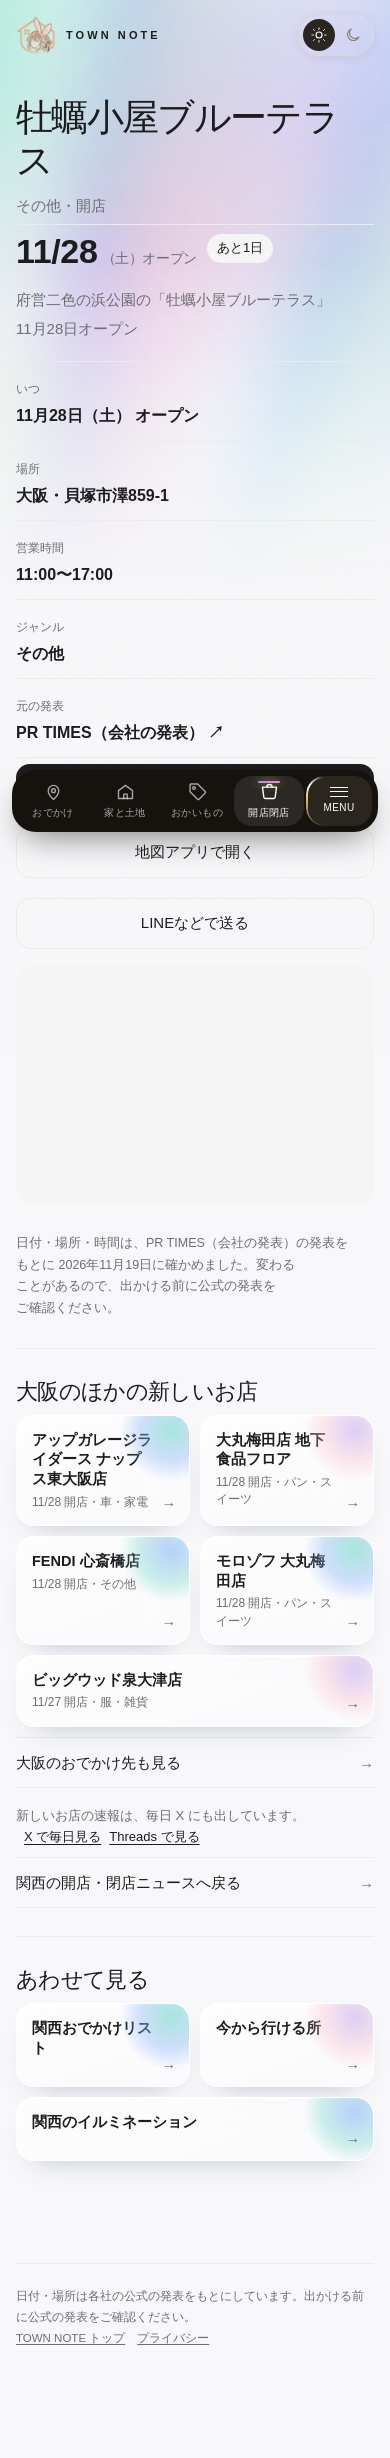 TOWN NOTE
牡蠣小屋ブルーテラ
ス
その他・開店
11/28 （土）オープン あと1日
府営二色の浜公園の「牡蠣小屋ブルーテラス」
11月28日オープン
いつ
11月28日（土） オープン
場所
大阪・貝塚市澤859-1
営業時間
11:00〜17:00
ジャンル
その他
元の発表
PR TIMES（会社の発表） ↗
おでかけ 家と土地 おかいもの 開店閉店 MENU
地図アプリで開く
LINEなどで送る
日付・場所・時間は、PR TIMES（会社の発表）の発表を
もとに 2026年11月19日に確かめました。変わる
ことがあるので、出かける前に公式の発表を
ご確認ください。
大阪のほかの新しいお店
アップガレージラ
イダース ナップ
ス東大阪店
11/28 開店・車・家電 →
大丸梅田店 地下
食品フロア
11/28 開店・パン・ス
イーツ →
FENDI 心斎橋店
11/28 開店・その他
→
モロゾフ 大丸梅
田店
11/28 開店・パン・ス
イーツ →
ビッグウッド泉大津店
11/27 開店・服・雑貨 →
大阪のおでかけ先も見る →
新しいお店の速報は、毎日 X にも出しています。
X で毎日見る Threads で見る
関西の開店・閉店ニュースへ戻る →
あわせて見る
関西おでかけリス
ト →
今から行ける所
→
関西のイルミネーション
→
日付・場所は各社の公式の発表をもとにしています。出かける前
に公式の発表をご確認ください。
TOWN NOTE トップ プライバシー